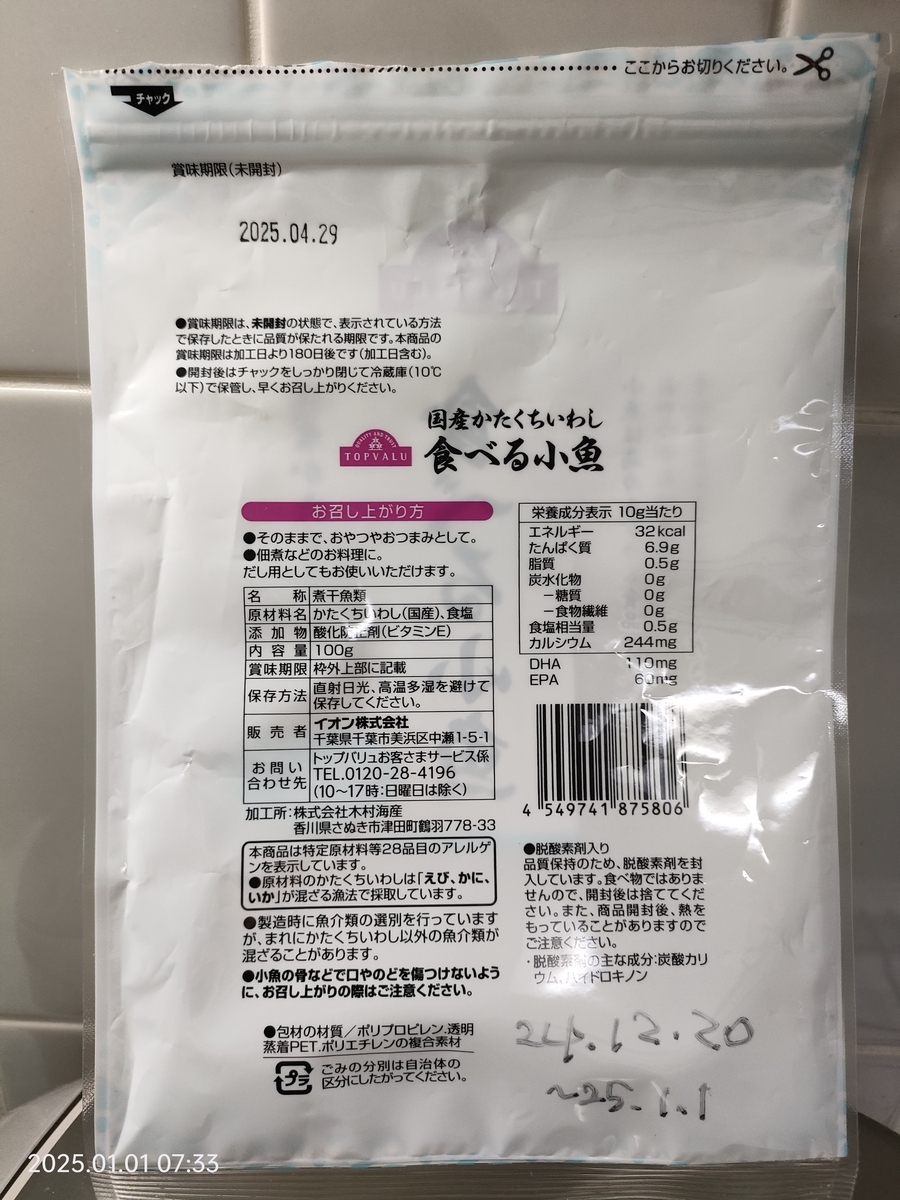 ここからお切りください。
チャック
賞味期限(未開封)
2025.04.29
●賞味期限は、未開封の状態で、表示されている方法
で保存したときに品質が保たれる期限です。本商品の
賞味期限は加工日より180日後です(加工日含む)。
●開封後はチャックをしっかり閉じて冷蔵庫(10℃
以下)で保管し、早くお召し上がりください。
QUALITY AND TRUST
TOPVALU
国産かたくちいわし
食べる小魚
お召し上がり方
●そのままで、おやつやおつまみとして。
●佃煮などのお料理に。
だし用としてもお使いいただけます。
名称 煮干魚類
原材料名 かたくちいわし(国産)、食塩
添加物 酸化防止剤(ビタミンE)
内容量 100g
賞味期限 枠外上部に記載
保存方法 直射日光、高温多湿を避けて
保存してください。
販売者 イオン株式会社
千葉県千葉市美浜区中瀬1-5-1
お問い合わせ先 トップバリュお客さまサービス係
TEL.0120-28-4196
(10~17時:日曜日は除く)
加工所:株式会社木村海産
香川県さぬき市津田町鶴羽778-33
本商品は特定原材料等28品目のアレルゲ
ンを表示しています。
●原材料のかたくちいわしは「えび、かに、
いか」が混ざる漁法で採取しています。
●製造時に魚介類の選別を行っています
が、まれにかたくちいわし以外の魚介類が
混ざることがあります。
●小魚の骨などで口やのどを傷つけないよう
に、お召し上がりの際はご注意ください。
●包材の材質/ポリプロピレン.透明
蒸着PET.ポリエチレンの複合素材
プラ
ごみの分別は自治体の
区分にしたがってください。
栄養成分表示 10g当たり
エネルギー 32kcal
たんぱく質 6.9g
脂質 0.5g
炭水化物 0g
-糖質 0g
-食物繊維 0g
食塩相当量 0.5g
カルシウム 244mg
DHA 110mg
EPA mg
4 549741 875806
●脱酸素剤入り
品質保持のため、脱酸素剤を封
入しています。食べ物ではありま
せんので、開封後は捨ててくだ
さい。また、商品開封後、熱を
もっていることがありますので
ご注意ください。
・脱酸素剤の主な成分:炭酸カリ
ウム、ハイドロキノン
24.12.20
~25.1.1
2025.01.01 07:33